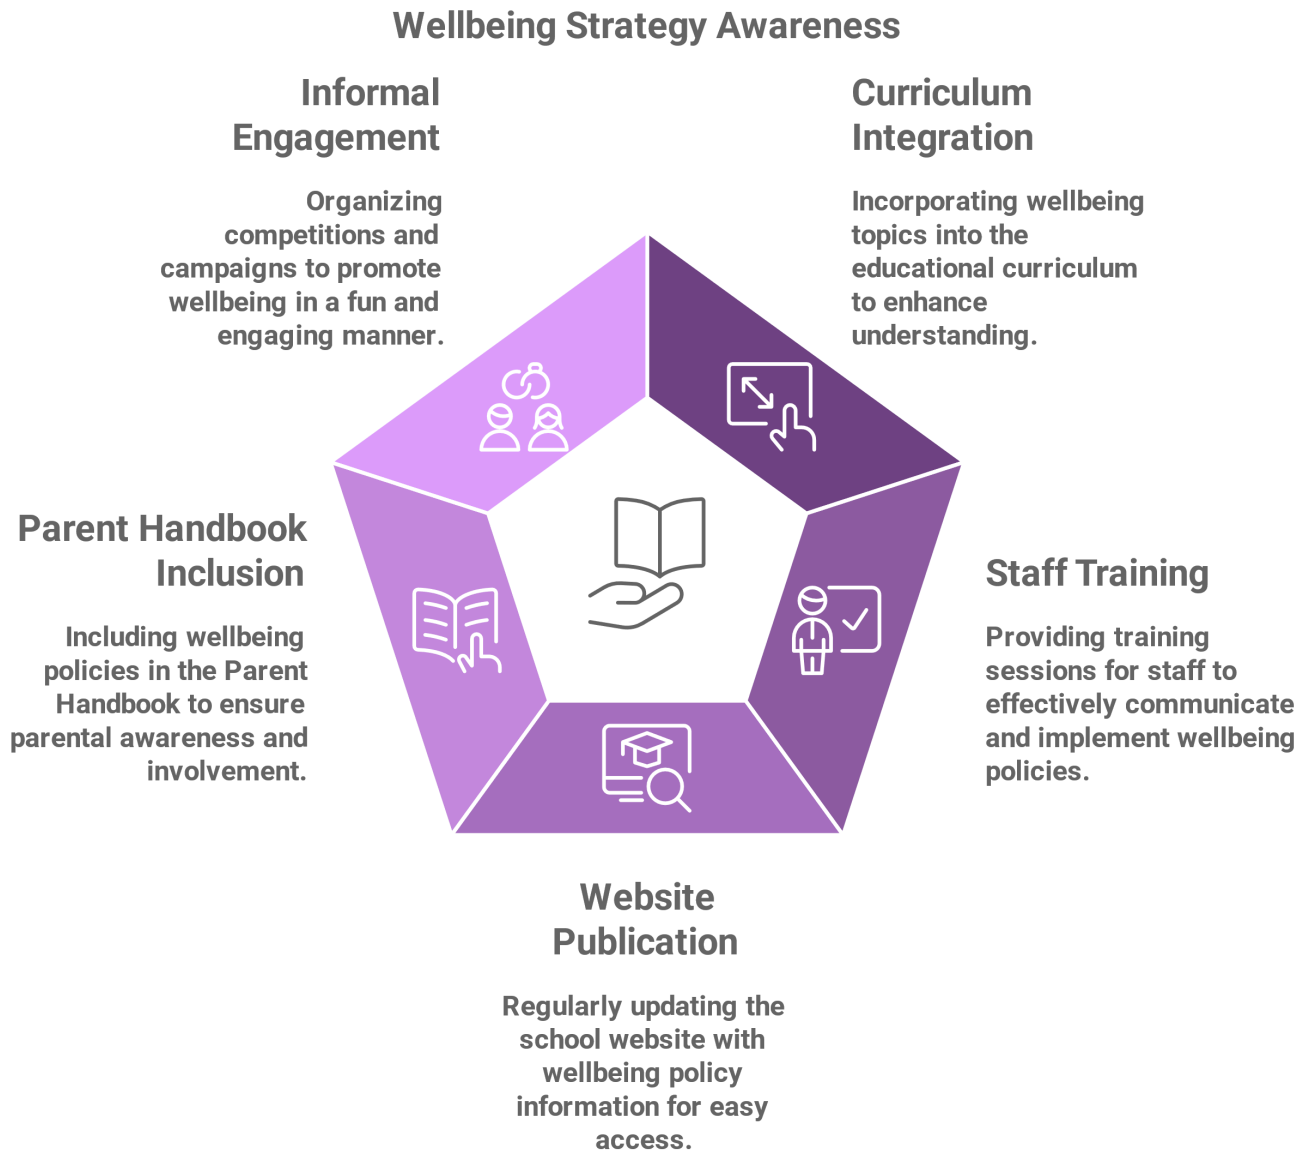 Wellbeing Strategy Awareness
Informal
Engagement
Organizing
competitions and
campaigns to promote
wellbeing in a fun and
engaging manner.
Curriculum
Integration
Incorporating wellbeing
topics into the
educational curriculum
to enhance
understanding.
Parent Handbook
Inclusion
Including wellbeing
policies in the Parent
Handbook to ensure
parental awareness and
involvement.
Staff Training
Providing training
sessions for staff to
effectively communicate
and implement wellbeing
policies.
Website
Publication
Regularly updating the
school website with
wellbeing policy
information for easy
access.